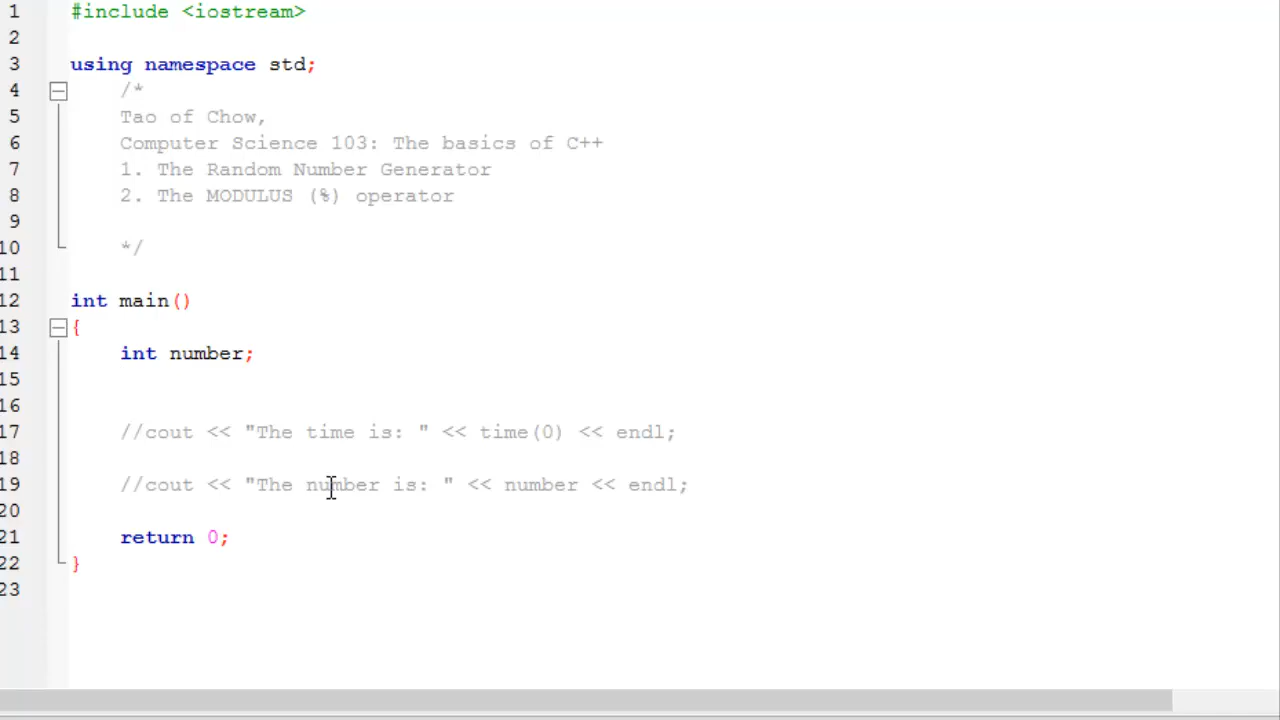 1 #include <iostream>
2
3 using namespace std;
4 /*
5 Tao of Chow,
6 Computer Science 103: The basics of C++
7 1. The Random Number Generator
8 2. The MODULUS (%) operator
9
10 */
11
12 int main()
13 {
14 int number;
15
16
17 //cout << "The time is: " << time(0) << endl;
18
19 //cout << "The number is: " << number << endl;
20
21 return 0;
22 }
23